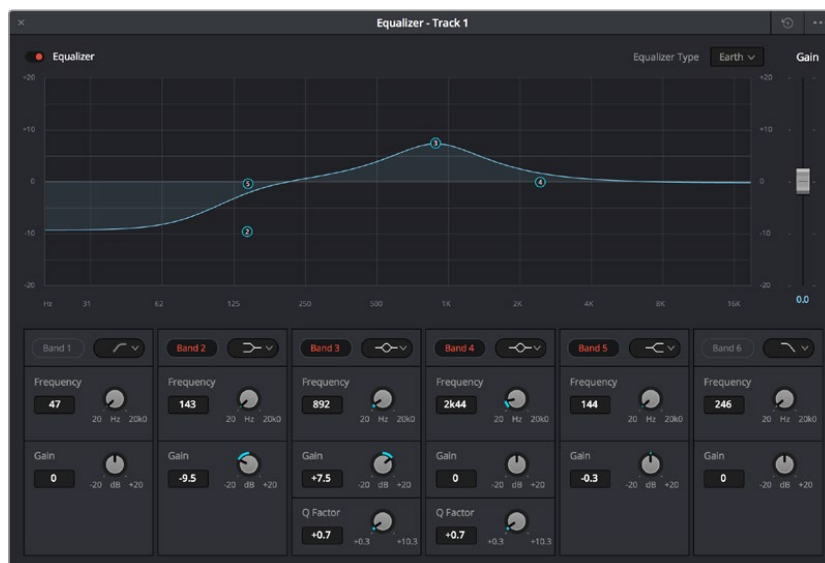 Equalizer - Track 1
Equalizer
Equalizer Type Earth Gain
+20 +20
+10 +10
0 0
-10 -10
-20 -20
Hz 31 62 125 250 500 1K 2K 4K 8K 16K
0.0
5
2
3
4
Band 1 Band 2 Band 3 Band 4 Band 5 Band 6
Frequency Frequency Frequency Frequency Frequency Frequency
47 143 892 2k44 144 246
20 Hz 20k0 20 Hz 20k0 20 Hz 20k0 20 Hz 20k0 20 Hz 20k0 20 Hz 20k0
Gain Gain Gain Gain Gain Gain
0 -9.5 +7.5 0 -0.3 0
-20 dB +20 -20 dB +20 -20 dB +20 -20 dB +20 -20 dB +20 -20 dB +20
Q Factor Q Factor
+0.7 +0.7
+0.3 +10.3 +0.3 +10.3